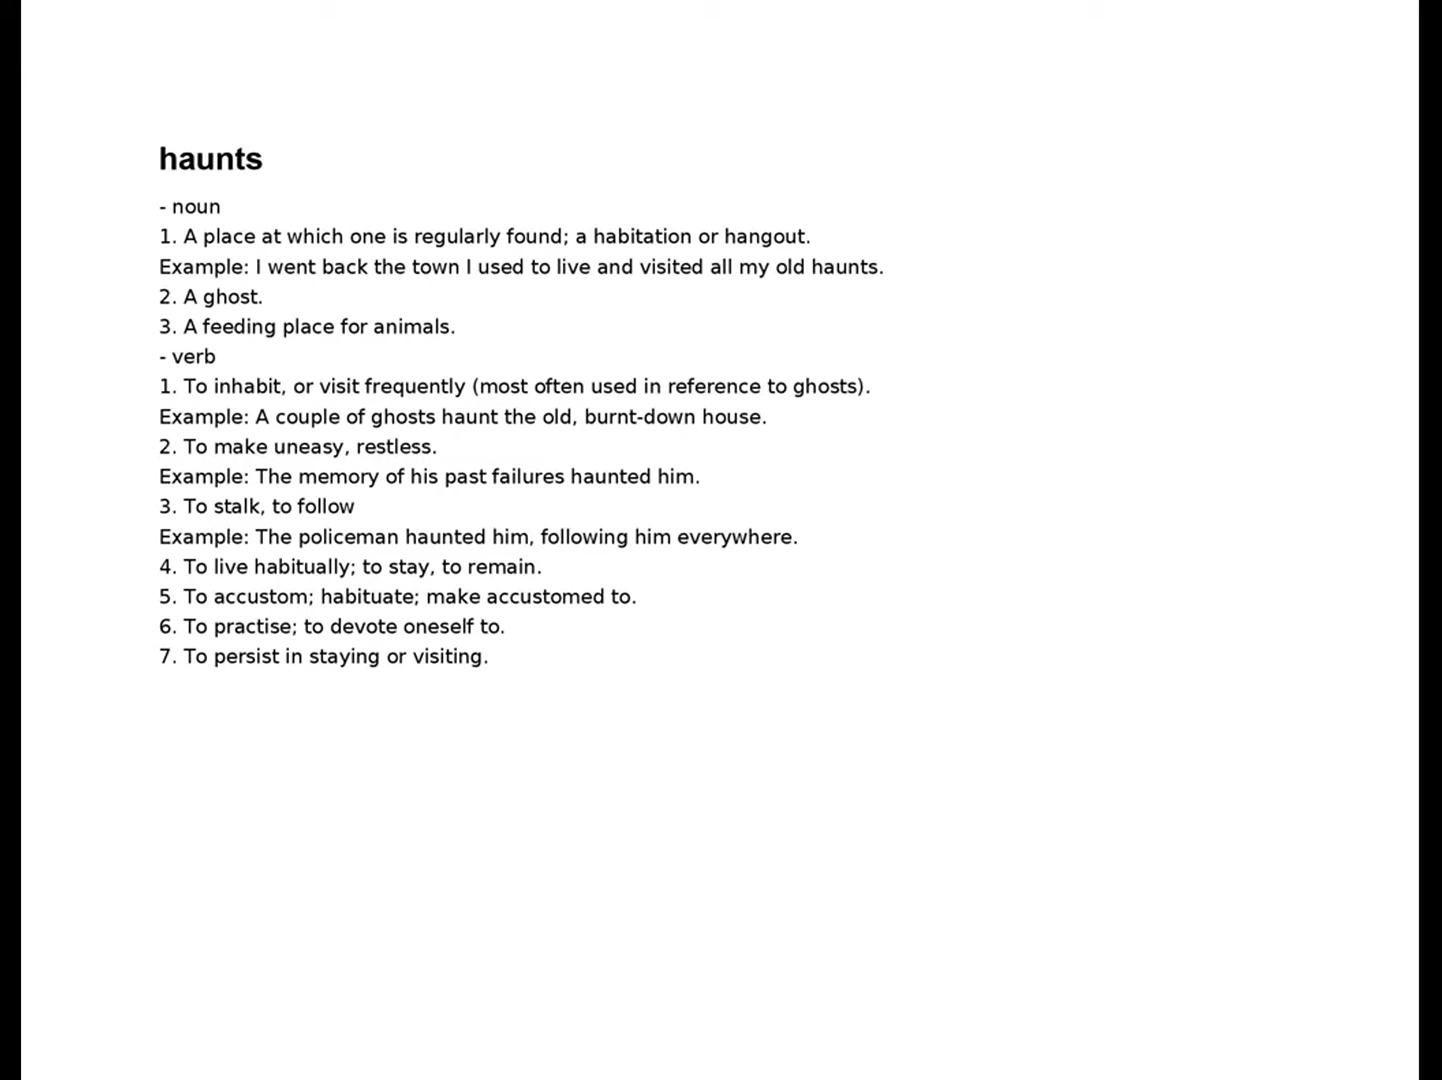 haunts
- noun
1. A place at which one is regularly found; a habitation or hangout.
Example: I went back the town I used to live and visited all my old haunts.
2. A ghost.
3. A feeding place for animals.
- verb
1. To inhabit, or visit frequently (most often used in reference to ghosts).
Example: A couple of ghosts haunt the old, burnt-down house.
2. To make uneasy, restless.
Example: The memory of his past failures haunted him.
3. To stalk, to follow
Example: The policeman haunted him, following him everywhere.
4. To live habitually; to stay, to remain.
5. To accustom; habituate; make accustomed to.
6. To practise; to devote oneself to.
7. To persist in staying or visiting.